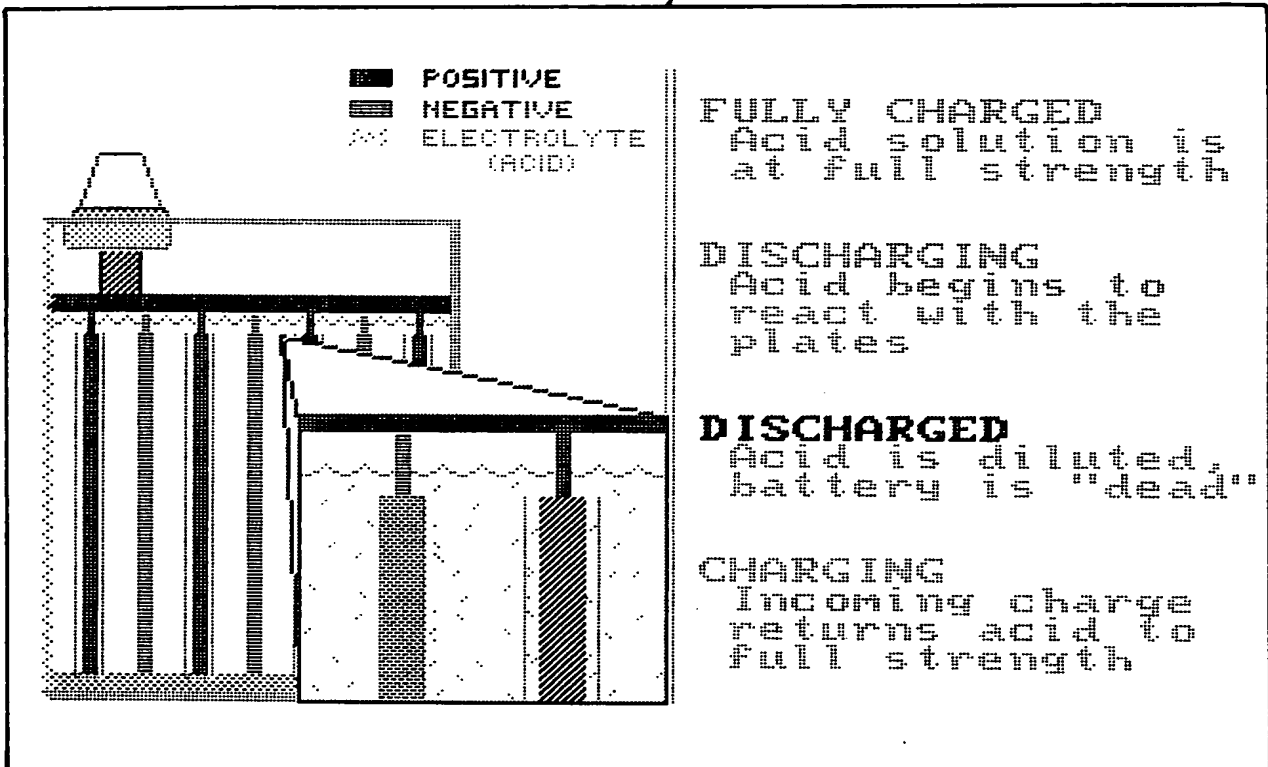 POSITIVE
NEGATIVE
ELECTROLYTE
(ACID)
FULLY CHARGED
Acid solution is
at full strength
DISCHARGING
Acid begins to
react with the
plates
DISCHARGED
Acid is diluted,
battery is "dead"
CHARGING
Incoming charge
returns acid to
full strength